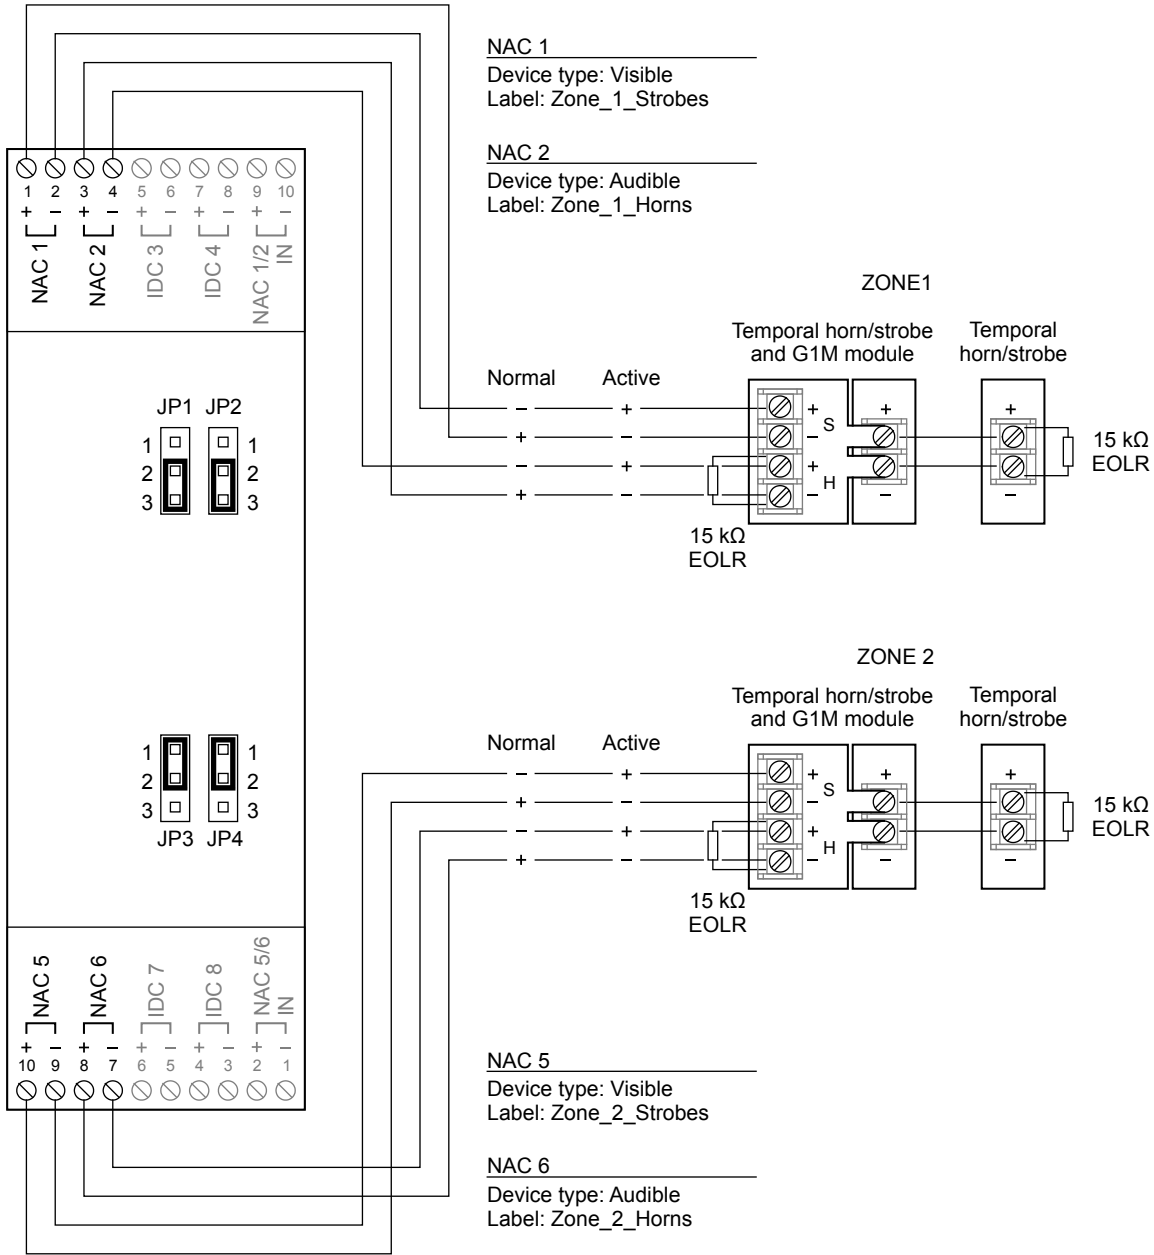 NAC 1
Device type: Visible
Label: Zone_1_Strobes
NAC 2
Device type: Audible
Label: Zone_1_Horns
1 2 3 4 5 6 7 8 9 10
+ − + − + − + − + −
NAC 1
NAC 2
IDC 3
IDC 4
NAC 1/2
IN
JP1 JP2
1 1
2 2
3 3
ZONE1
Temporal horn/strobe
and G1M module
Temporal
horn/strobe
Normal Active
− + + + +
S
+ − −
− + +
H
+ − − − −
15 kΩ
EOLR
15 kΩ
EOLR
ZONE 2
Temporal horn/strobe
and G1M module
Temporal
horn/strobe
Normal Active
− + + + +
S
+ − −
− + +
H
+ − − − −
15 kΩ
EOLR
15 kΩ
EOLR
1 1
2 2
3 3
JP3 JP4
NAC 5
NAC 6
IDC 7
IDC 8
NAC 5/6
IN
+ − + − + − + − + −
10 9 8 7 6 5 4 3 2 1
NAC 5
Device type: Visible
Label: Zone_2_Strobes
NAC 6
Device type: Audible
Label: Zone_2_Horns